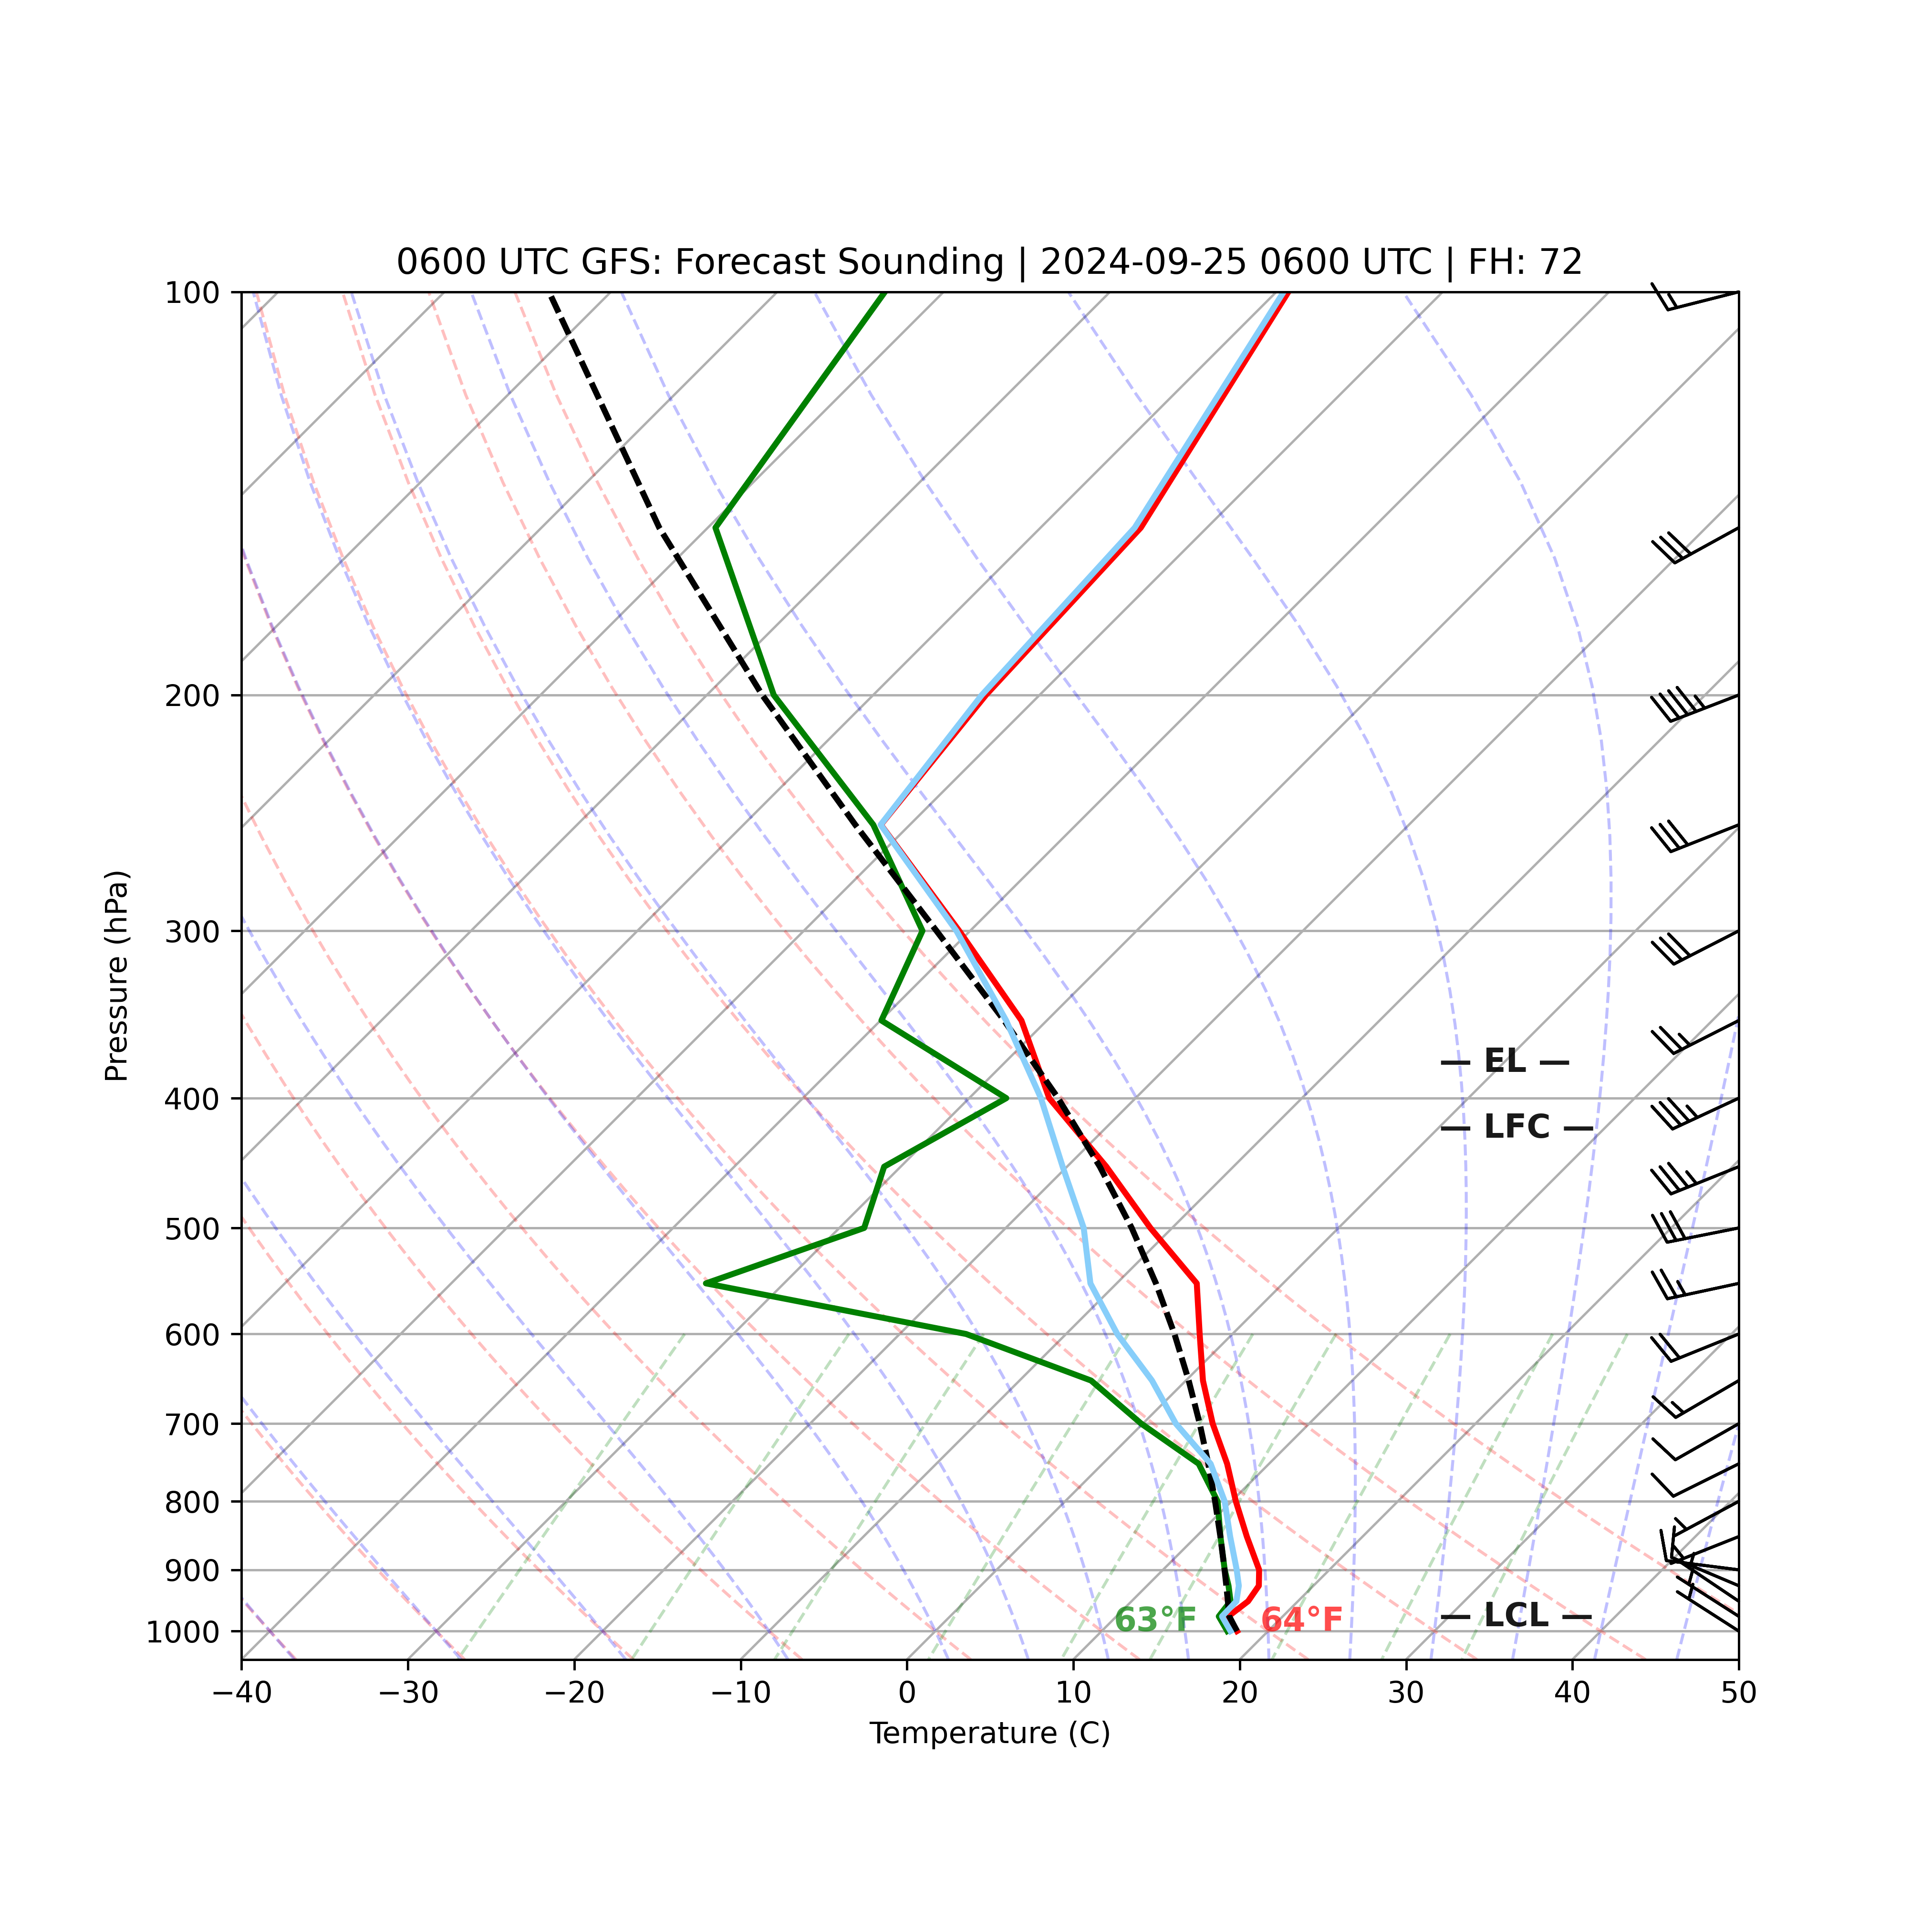 0600 UTC GFS: Forecast Sounding | 2024-09-25 0600 UTC | FH: 72
100
200
300
400
500
600
700
800
900
1000
Pressure (hPa)
— EL —
— LFC —
— LCL —
63°F
64°F
−40
−30
−20
−10
0
10
20
30
40
50
Temperature (C)